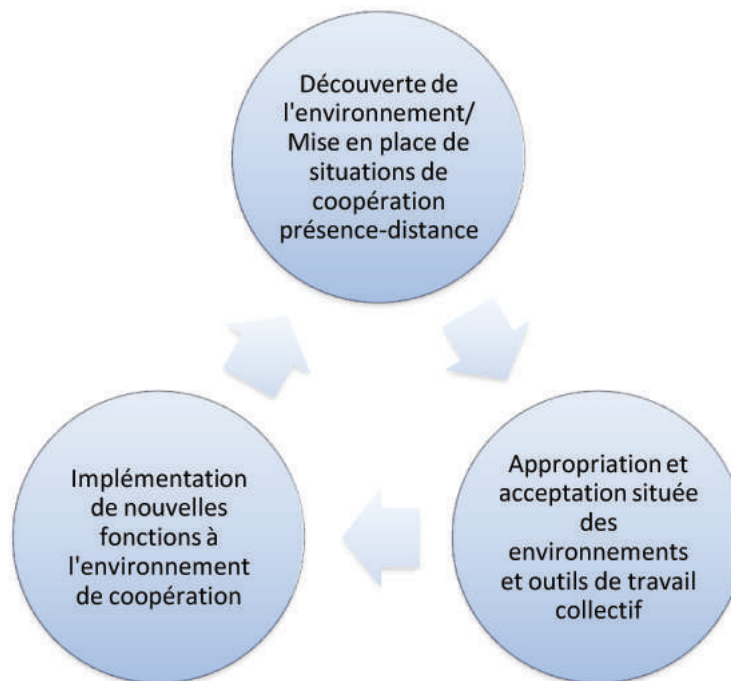 Découverte de
l'environnement/
Mise en place de
situations de
coopération
présence-distance
Appropriation et
acceptation située
des
environnements
et outils de travail
collectif
Implémentation
de nouvelles
fonctions à
l'environnement
de coopération